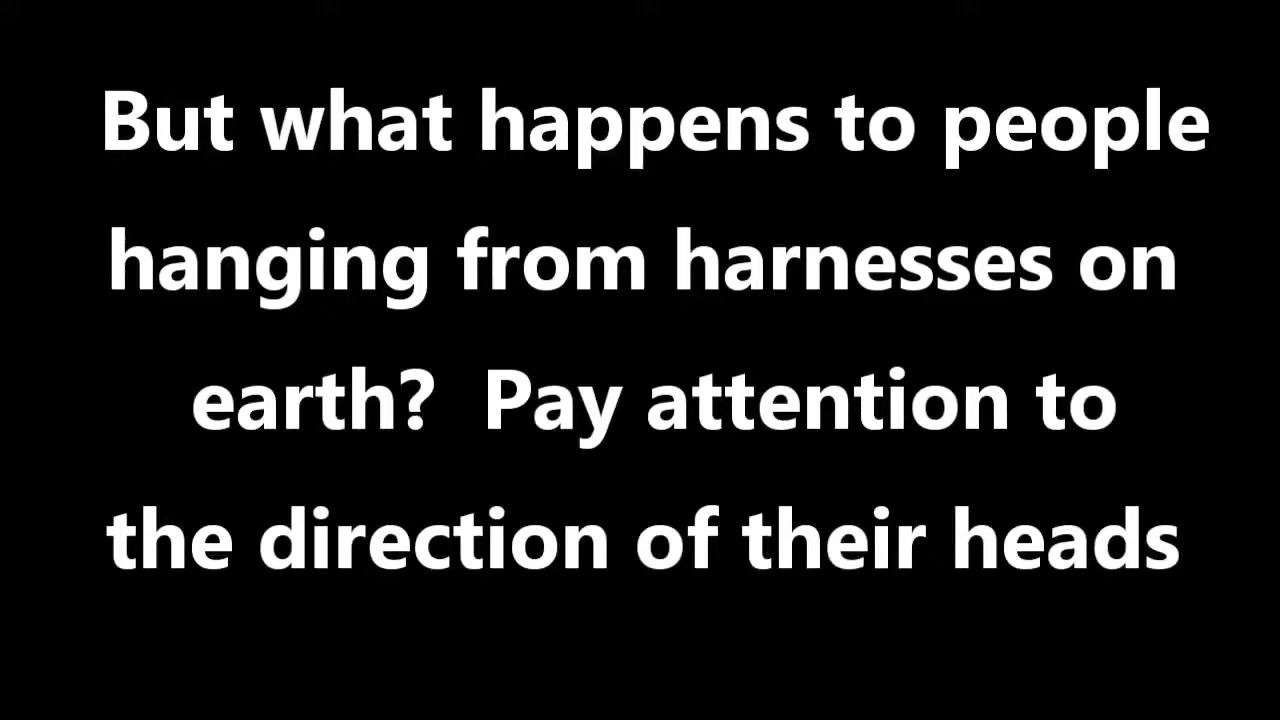 But what happens to people
hanging from harnesses on
earth?  Pay attention to
the direction of their heads